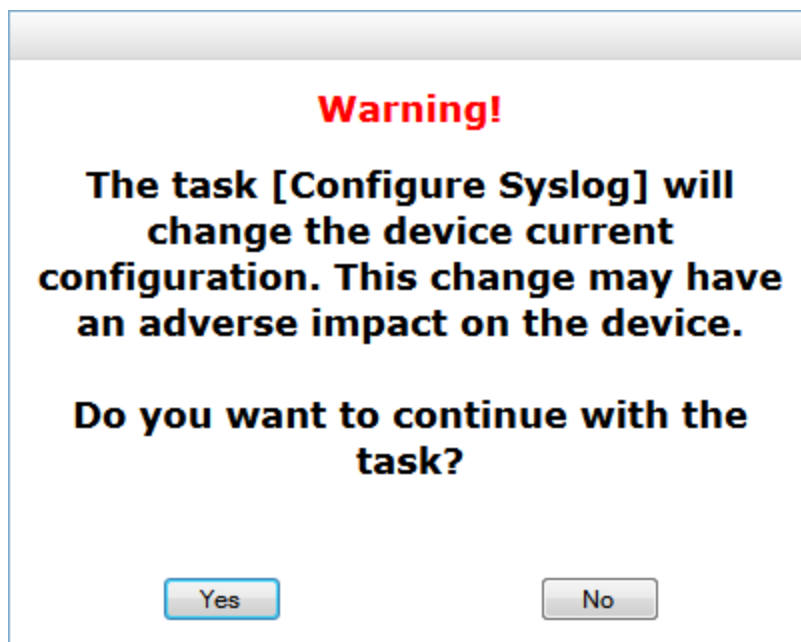 Warning!
The task [Configure Syslog] will
change the device current
configuration. This change may have
an adverse impact on the device.
Do you want to continue with the
task?
Yes
No